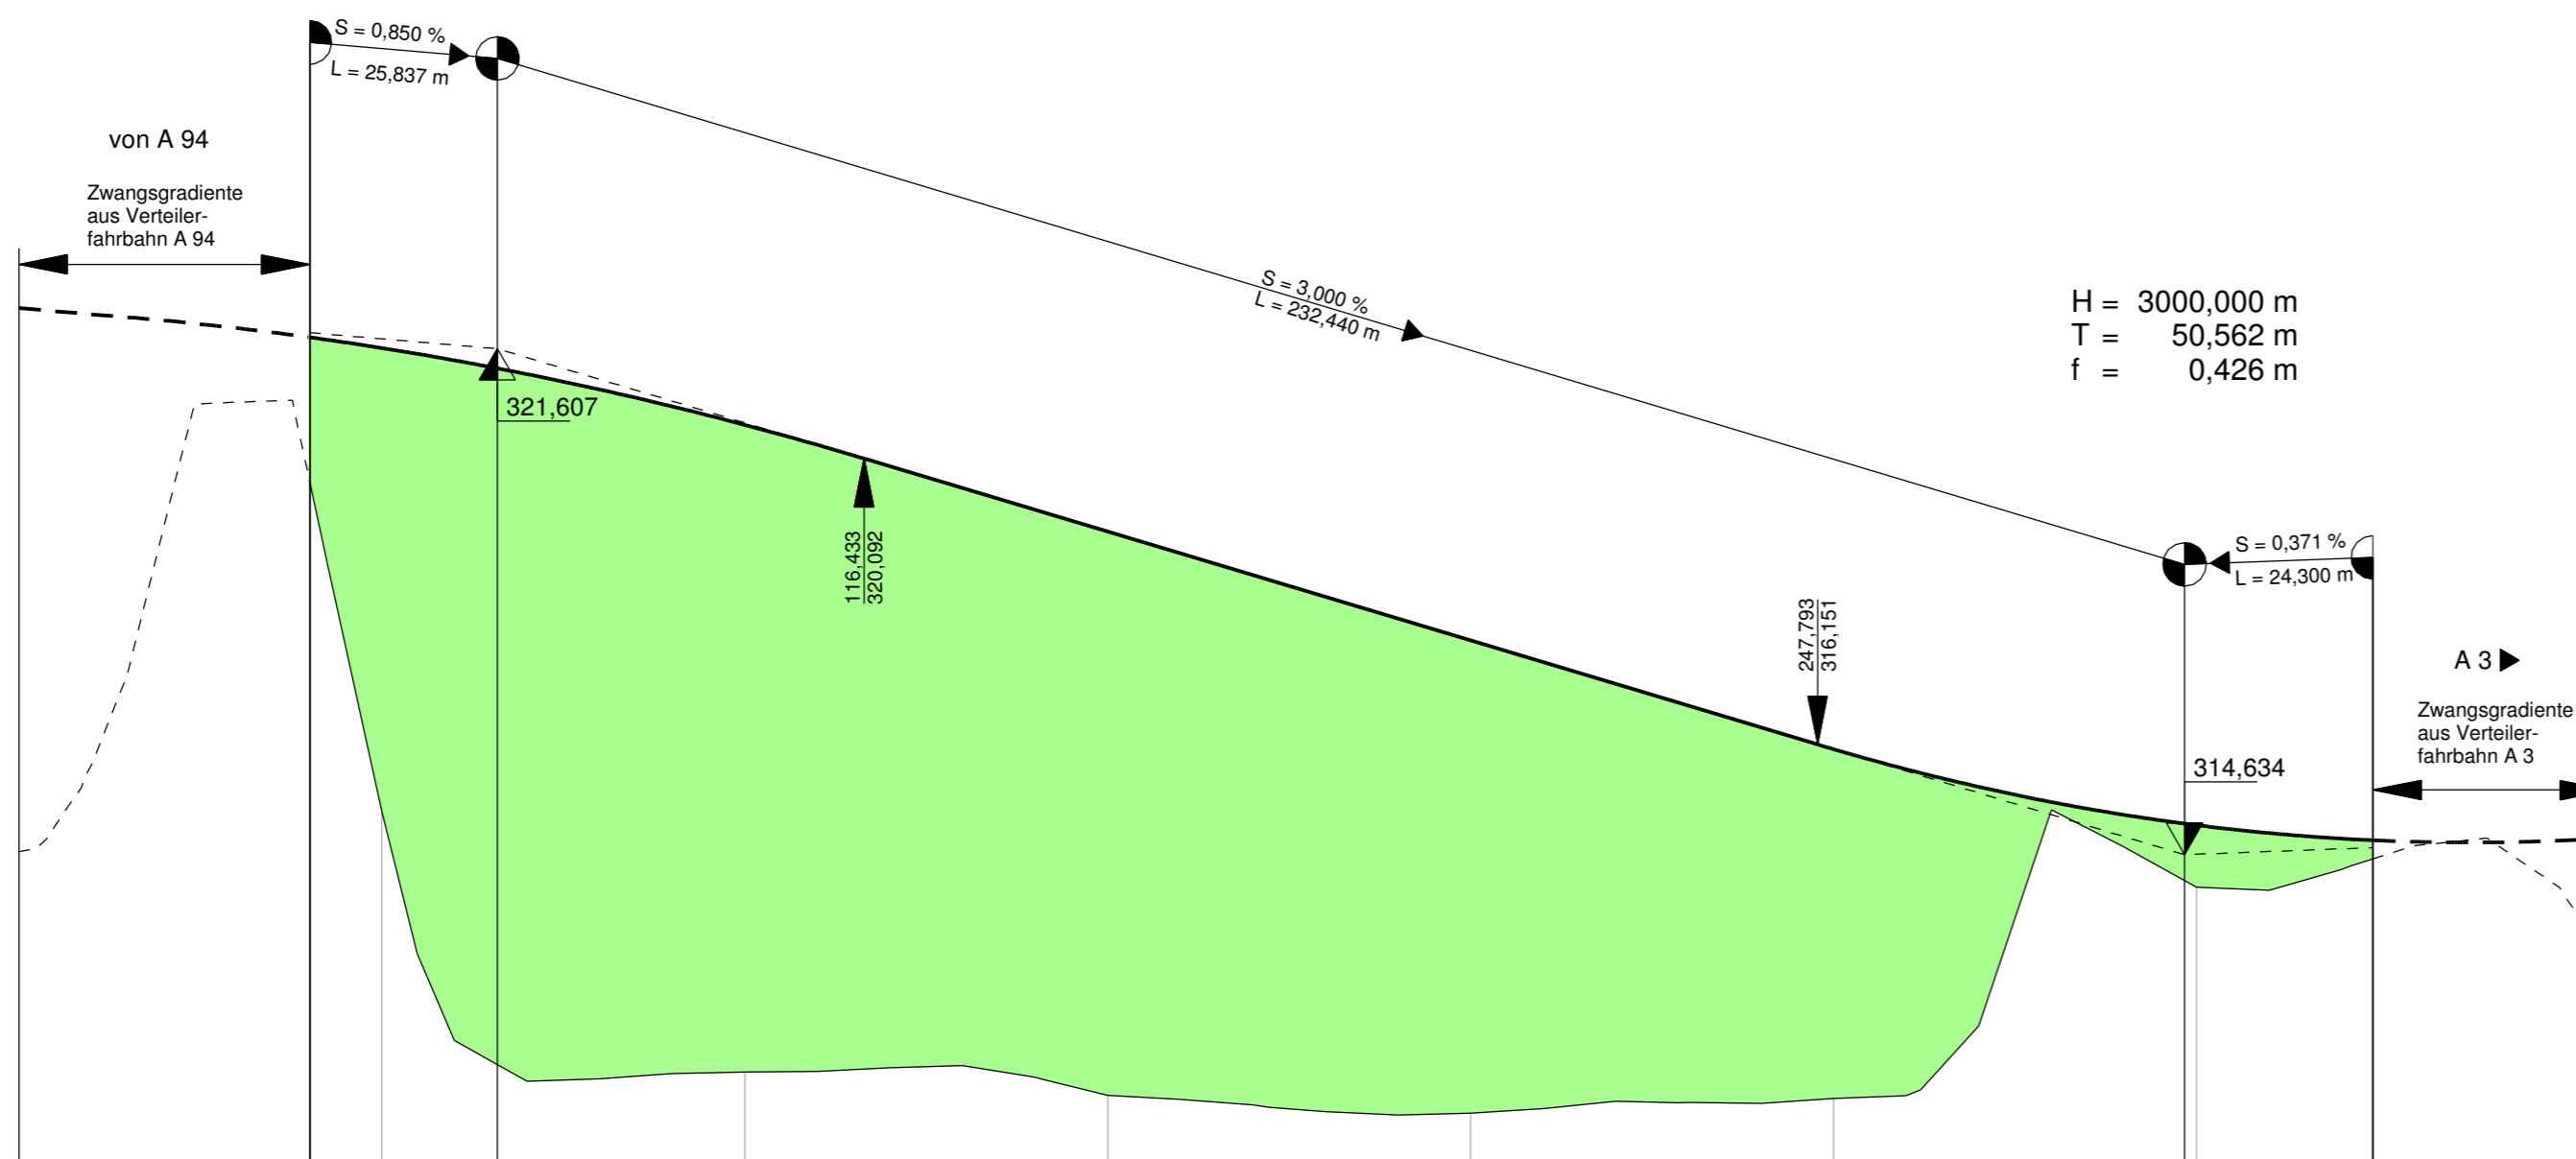 S = 0,850 %
L = 25,837 m
von A 94
Zwangsgradiente
aus Verteiler-
fahrbahn A 94
S = 3,000 %
L = 232,440 m
H = 3000,000 m
T = 50,562 m
f = 0,426 m
321,607
116,433
320,092
S = 0,371 %
L = 24,300 m
247,793
316,151
A 3
Zwangsgradiente
aus Verteiler-
fahrbahn A 3
314,634